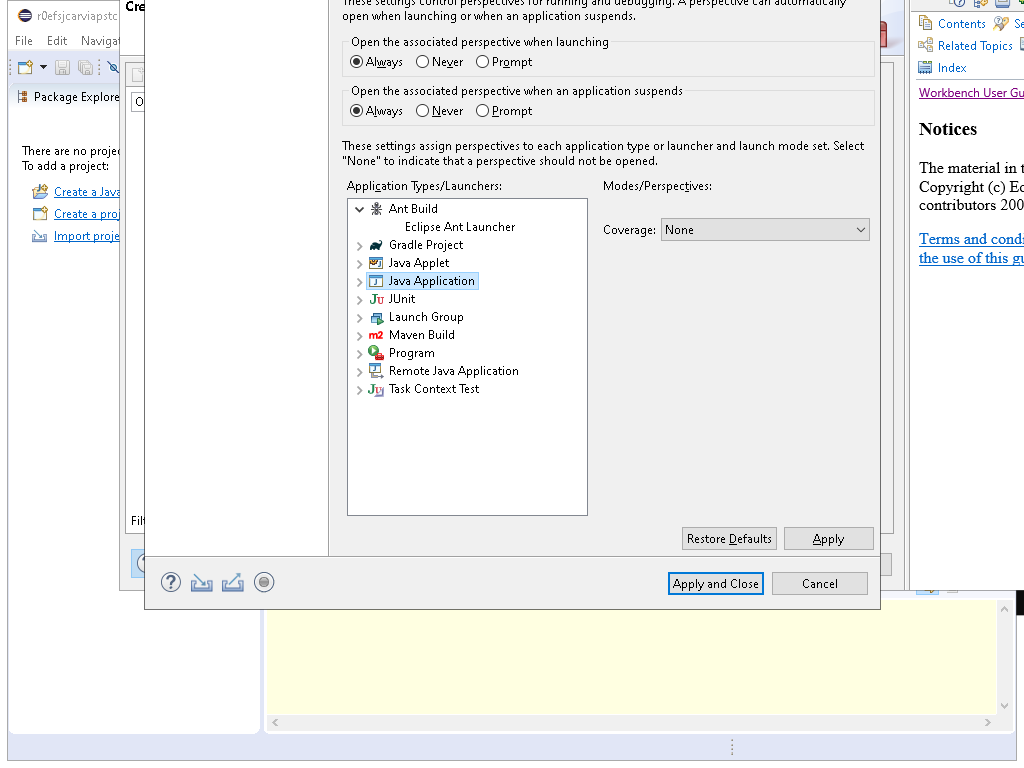 r0efsjcarviapstc
Cre
File Edit Navigat
Package Explore
There are no projec
To add a project:
Create a Java
Create a proj
Import proje
O
Filt
These settings control perspectives for running and debugging. A perspective can automatically
open when launching or when an application suspends.
Open the associated perspective when launching
Always Never Prompt
Open the associated perspective when an application suspends
Always Never Prompt
These settings assign perspectives to each application type or launcher and launch mode set. Select
"None" to indicate that a perspective should not be opened.
Application Types/Launchers:
Modes/Perspectives:
Ant Build
Eclipse Ant Launcher
Gradle Project
Java Applet
Java Application
JUnit
Launch Group
Maven Build
Program
Remote Java Application
Task Context Test
Coverage: None
Restore Defaults Apply
Apply and Close Cancel
Contents Se
Related Topics
Index
Workbench User Gu
Notices
The material in t
Copyright (c) Ec
contributors 200
Terms and condi
the use of this gu